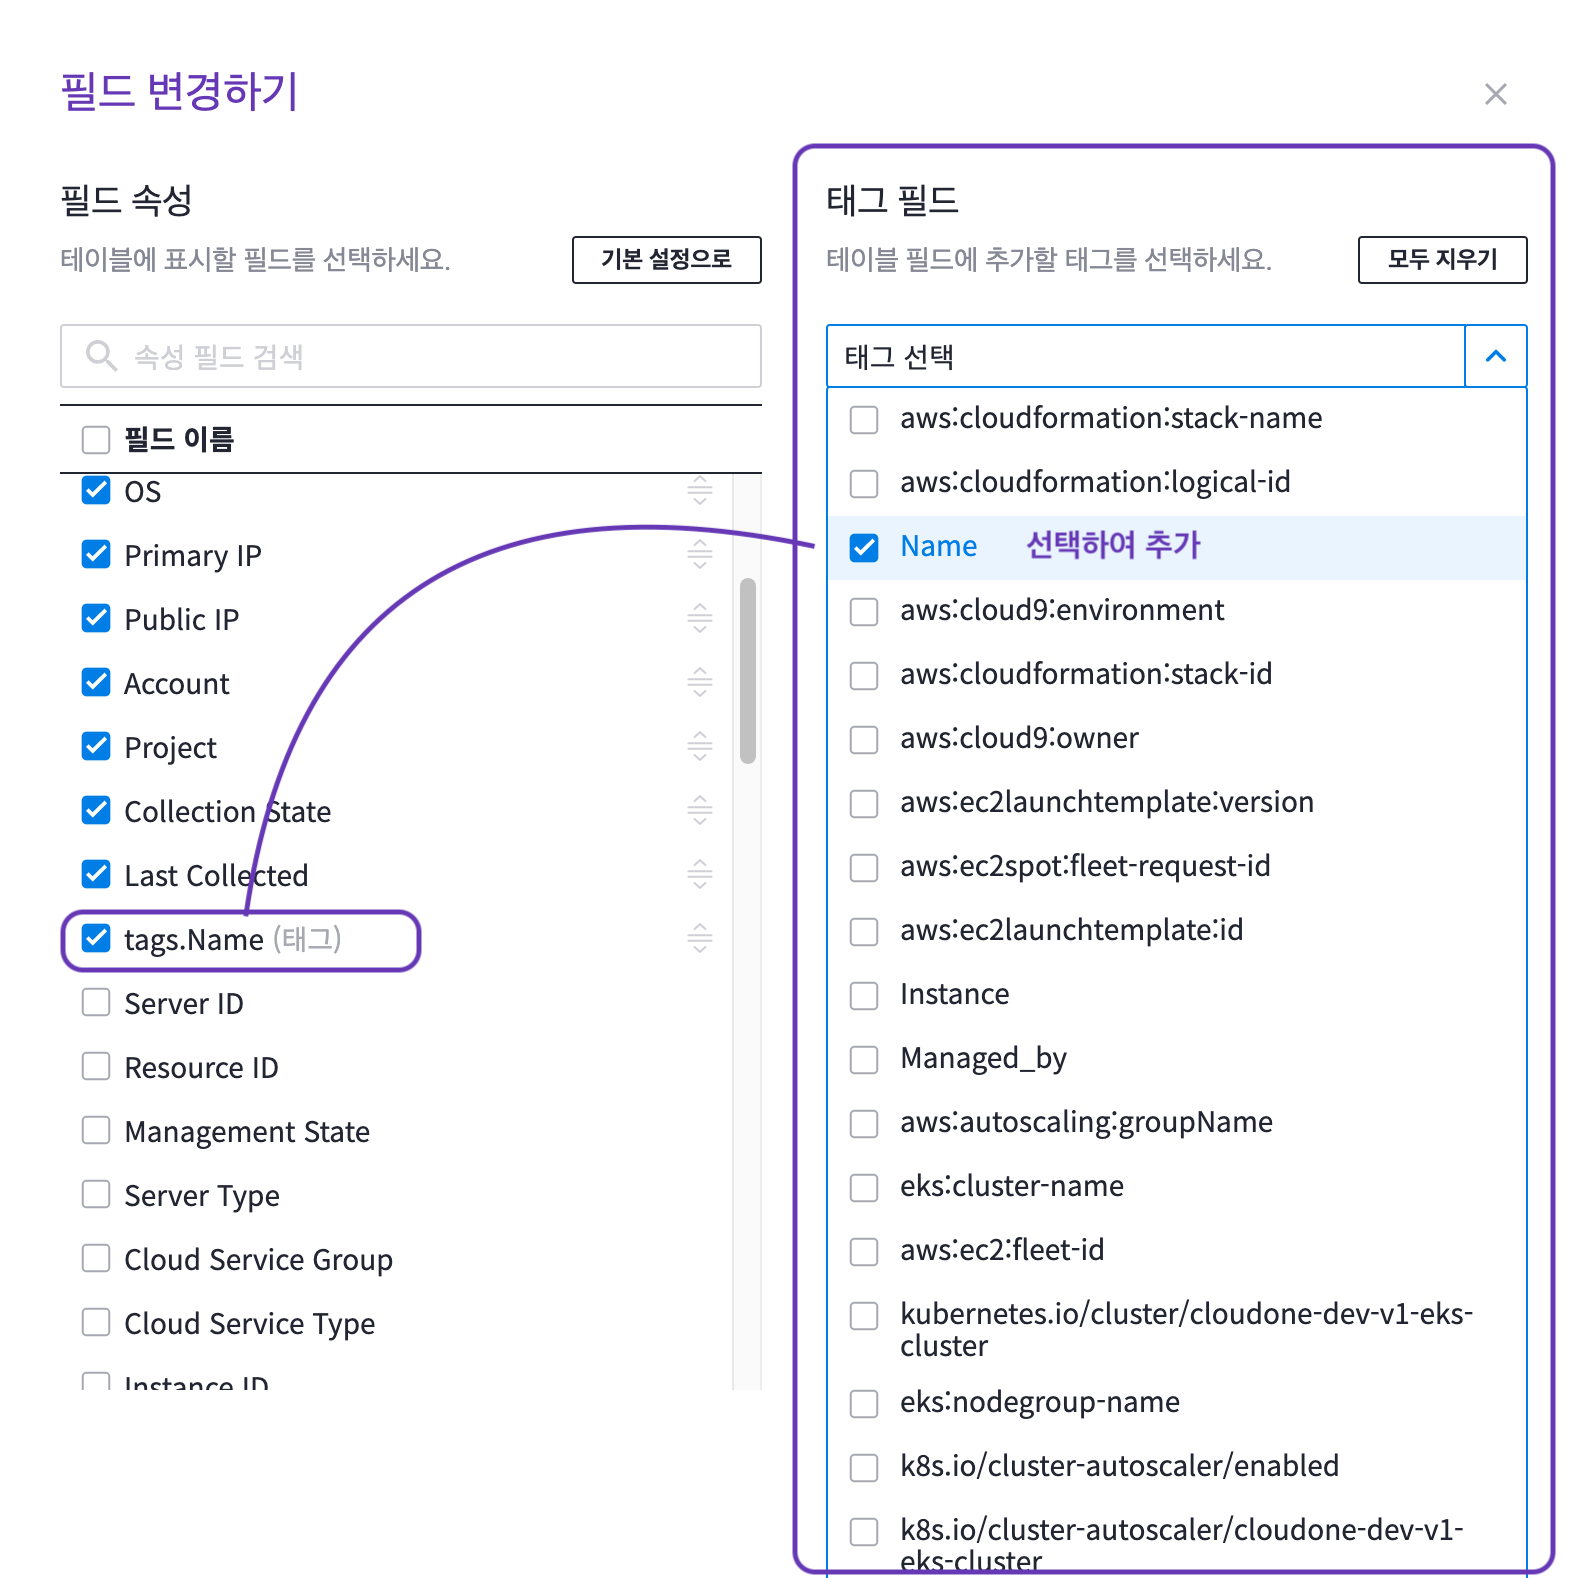 필드 변경하기
필드 속성
테이블에 표시할 필드를 선택하세요.
기본 설정으로
속성 필드 검색
필드 이름
OS
Primary IP
Public IP
Account
Project
Collection State
Last Collected
tags.Name (태그)
Server ID
Resource ID
Management State
Server Type
Cloud Service Group
Cloud Service Type
Instance ID
태그 필드
테이블 필드에 추가할 태그를 선택하세요.
모두 지우기
태그 선택
aws:cloudformation:stack-name
aws:cloudformation:logical-id
Name 선택하여 추가
aws:cloud9:environment
aws:cloudformation:stack-id
aws:cloud9:owner
aws:ec2launchtemplate:version
aws:ec2spot:fleet-request-id
aws:ec2launchtemplate:id
Instance
Managed_by
aws:autoscaling:groupName
eks:cluster-name
aws:ec2:fleet-id
kubernetes.io/cluster/cloudone-dev-v1-eks-
cluster
eks:nodegroup-name
k8s.io/cluster-autoscaler/enabled
k8s.io/cluster-autoscaler/cloudone-dev-v1-
eks-cluster